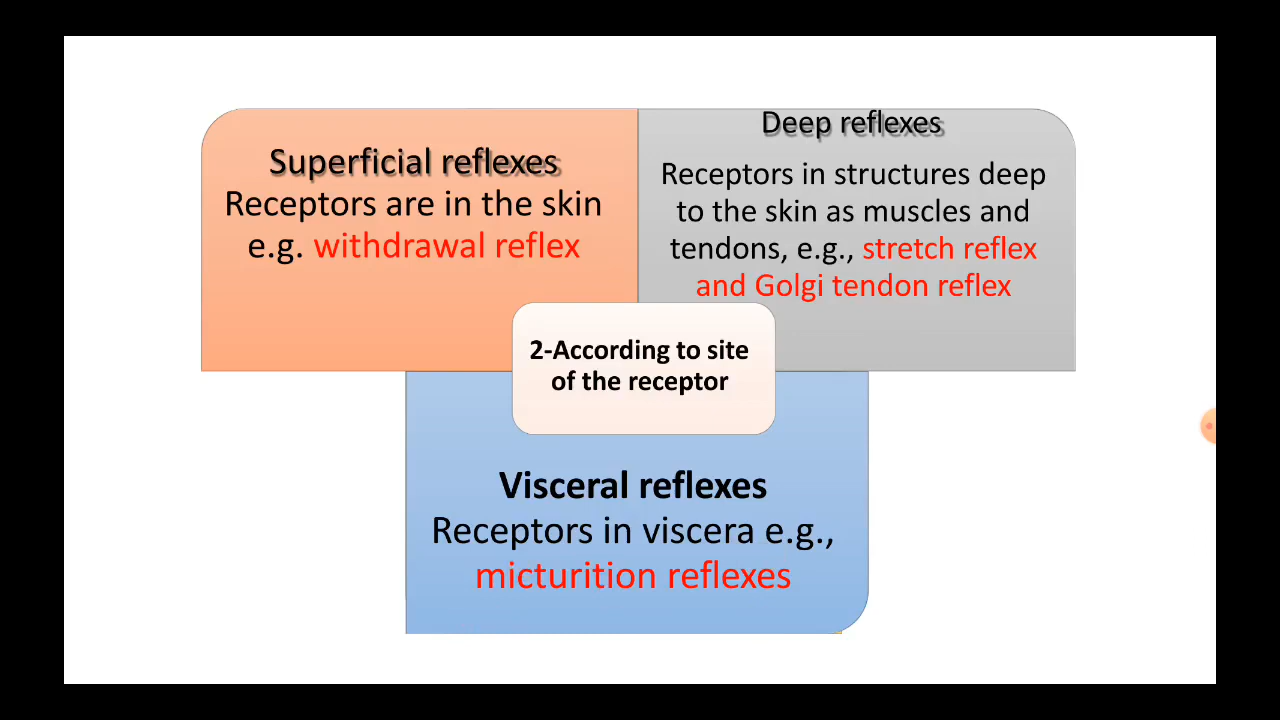 Superficial reflexes
Receptors are in the skin
e.g. withdrawal reflex
Deep reflexes
Receptors in structures deep
to the skin as muscles and
tendons, e.g., stretch reflex
and Golgi tendon reflex
2-According to site
of the receptor
Visceral reflexes
Receptors in viscera e.g.,
micturition reflexes